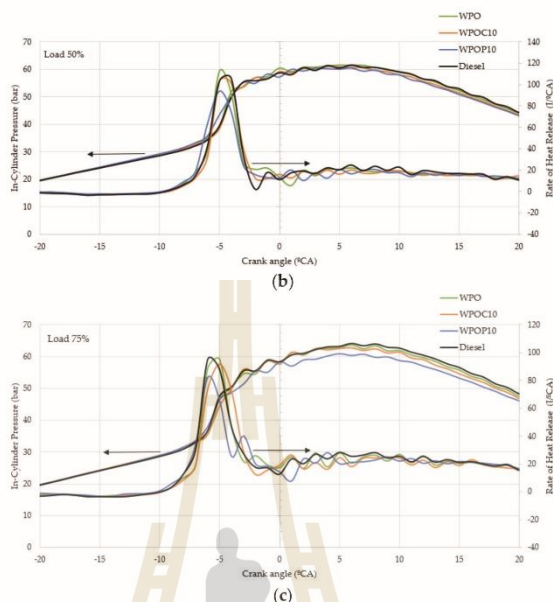 WPO
WPOC10
WPOP10
Diesel
Load 50%
In-Cylinder Pressure (bar)
70
60
50
40
30
20
10
0
140
120
100
80
60
40
20
0
-20
-40
Rate of Heat Release (J/ºCA)
-20 -15 -10 -5 0 5 10 15 20
Crank angle (ºCA)
(b)
WPO
WPOC10
WPOP10
Diesel
Load 75%
In-Cylinder Pressure (bar)
70
60
50
40
30
20
10
0
120
100
80
60
40
20
0
-20
-40
Rate of Heat Release (J/ºCA)
-20 -15 -10 -5 0 5 10 15 20
Crank angle (ºCA)
(c)